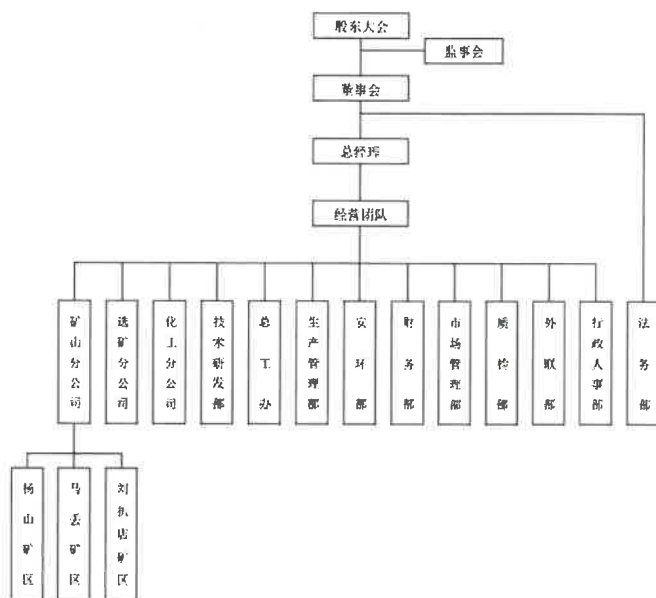 股东大会
监事会
董事会
总经理
经营团队
矿山分公司
选矿分公司
化工分公司
技术研发部
总工办
生产管理部
安环部
财务部
市场管理部
质检部
外联部
行政人事部
法务部
杨山矿区
马丢矿区
刘扒店矿区